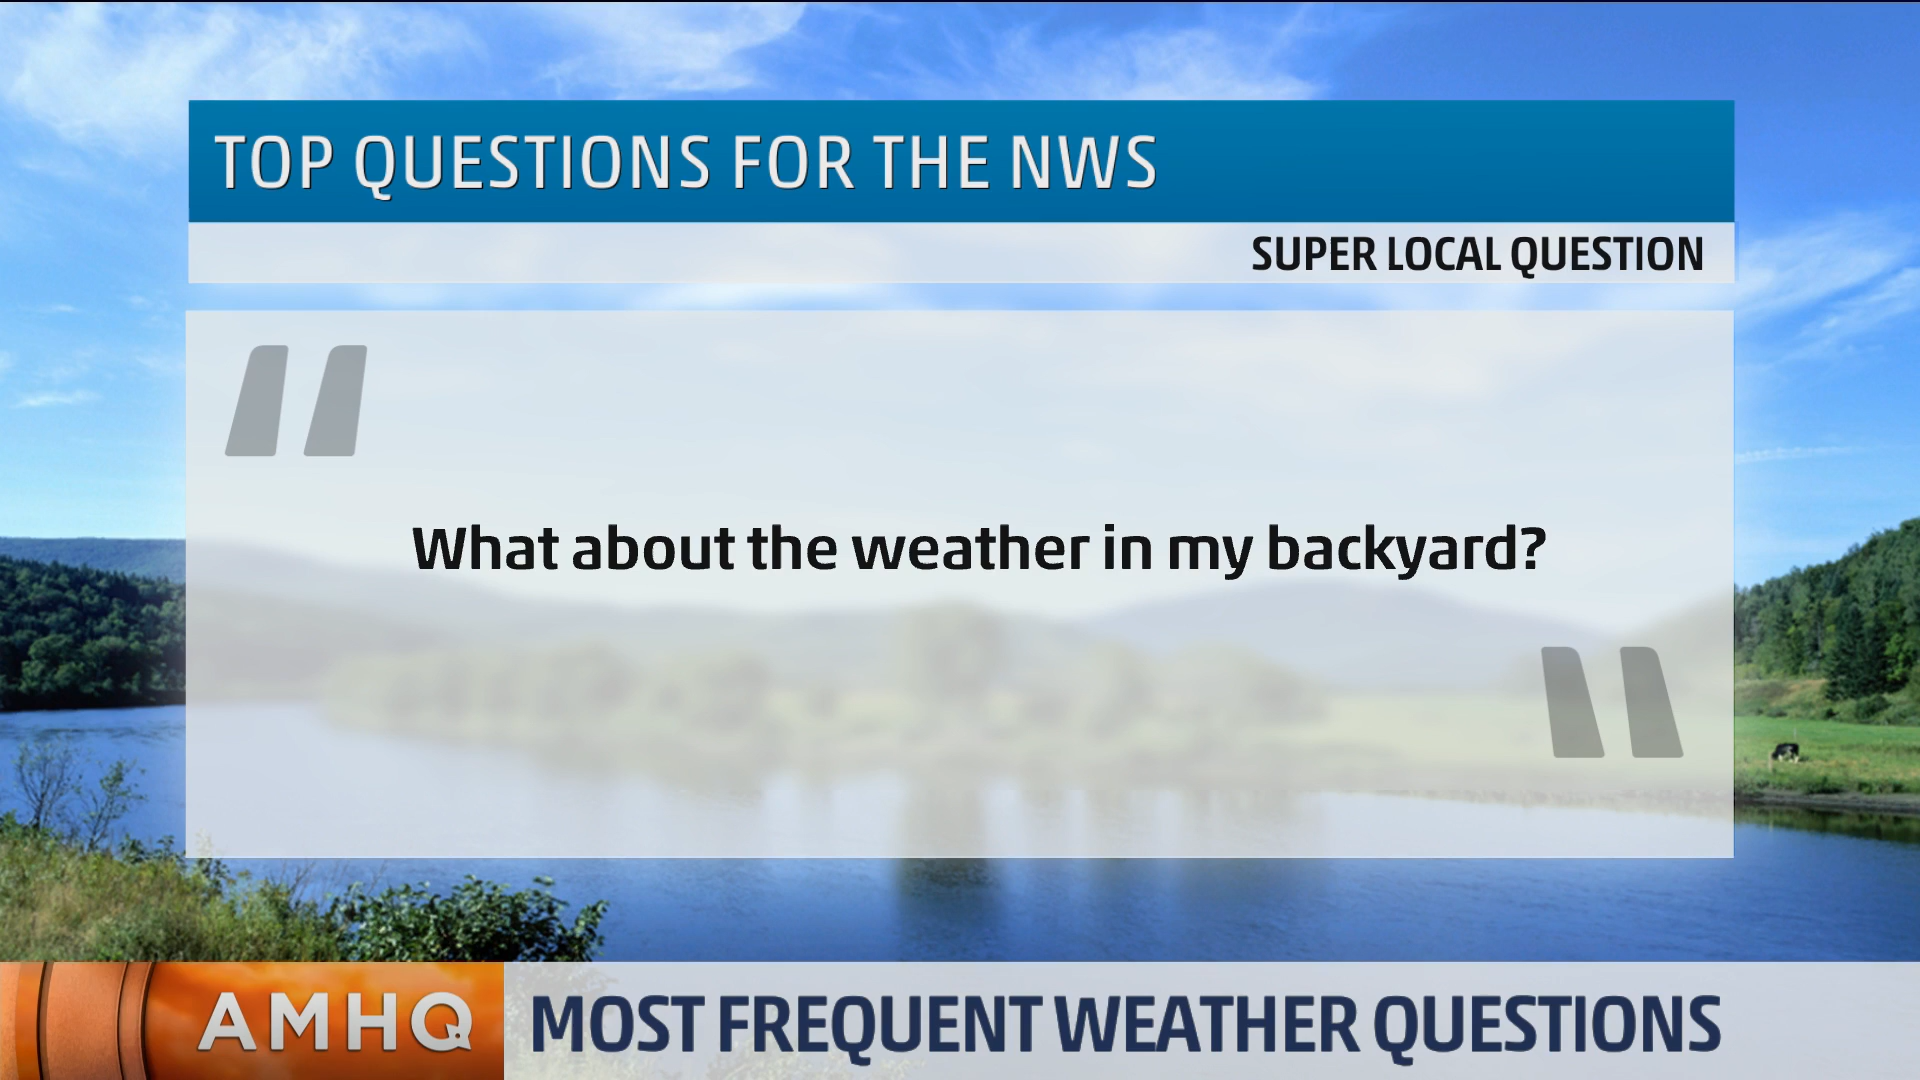 TOP QUESTIONS FOR THE NWS
SUPER LOCAL QUESTION
What about the weather in my backyard?
AMHQ
MOST FREQUENT WEATHER QUESTIONS